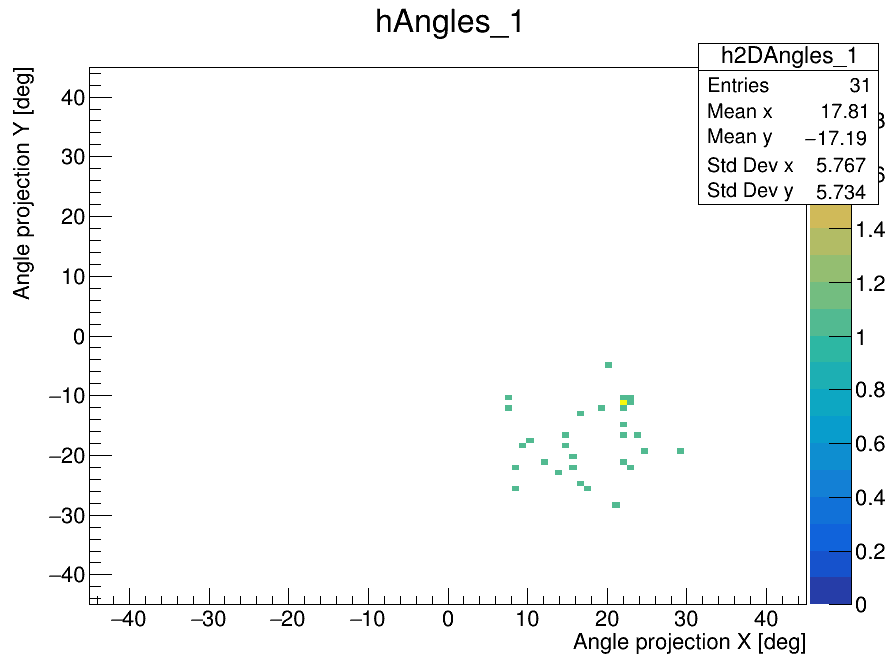 hAngles_1
h2DAngles_1
Entries 31
Mean x 17.81
Mean y −17.19
Std Dev x 5.767
Std Dev y 5.734
Angle projection Y [deg]
40
30
20
10
0
−10
−20
−30
−40
−40 −30 −20 −10 0 10 20 30 40
Angle projection X [deg]
1.4
1.2
1
0.8
0.6
0.4
0.2
0